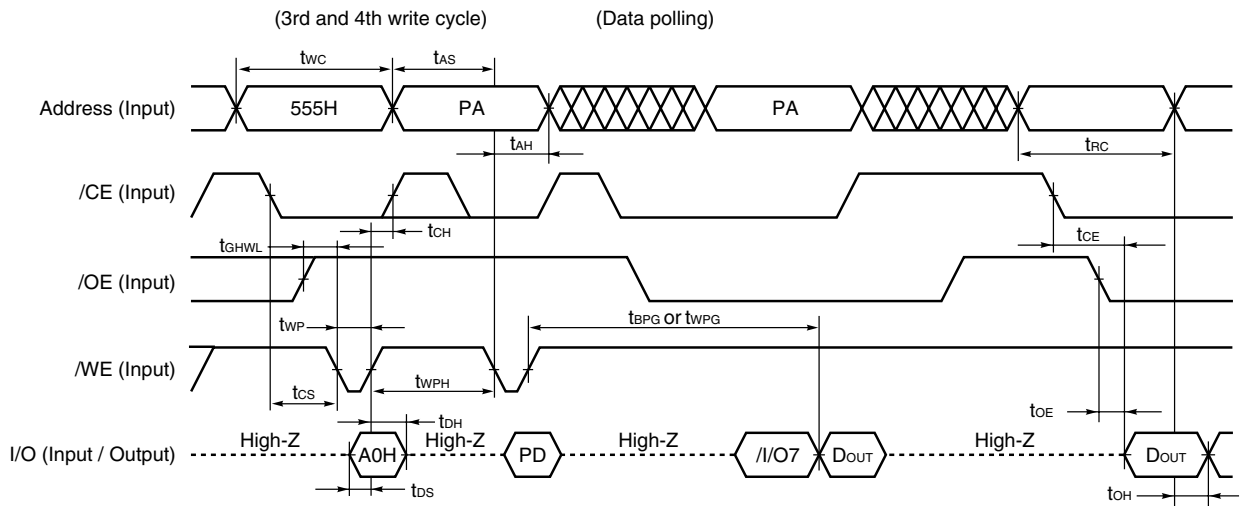 (3rd and 4th write cycle) (Data polling)
tWC tAS
Address (Input) 555H PA PA
tAH tRC
/CE (Input)
tCH tCE
tGHWL
/OE (Input)
tWP tBPG or tWPG
/WE (Input)
tCS tWPH
tDH tOE
I/O (Input / Output) High-Z A0H High-Z PD High-Z /I/O7 DOUT High-Z DOUT
tDS tOH